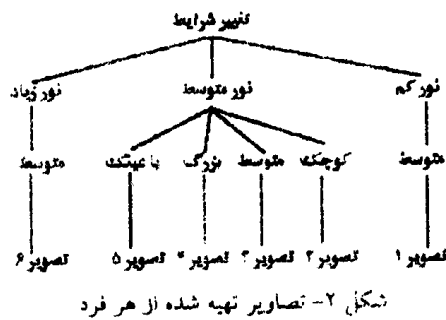 تغییر شرایط
نور کم نور متوسط نور زیاد
متوسط کوچک متوسط بزرگ با عینک متوسط
تصویر ۱ تصویر ۲ تصویر ۳ تصویر ۴ تصویر ۵ تصویر ۶
شکل ۲- تصاویر تهیه شده از هر فرد